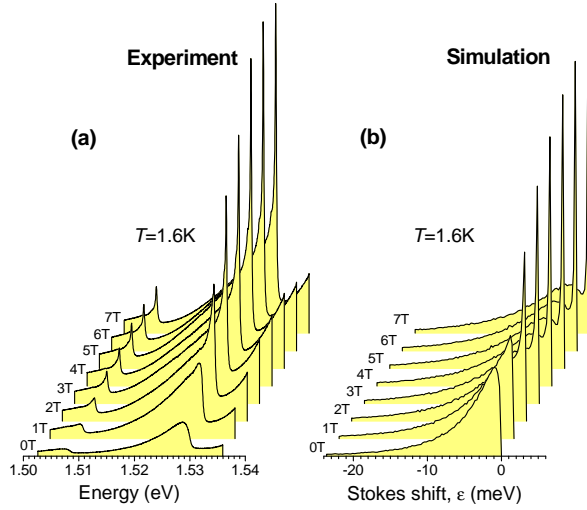 Experiment
(a)
T=1.6K
7T
6T
5T
4T
3T
2T
1T
0T
1.50
1.51
1.52
1.53
1.54
Energy (eV)
Simulation
(b)
T=1.6K
7T
6T
5T
4T
3T
2T
1T
0T
-20
-10
0
Stokes shift, ε (meV)